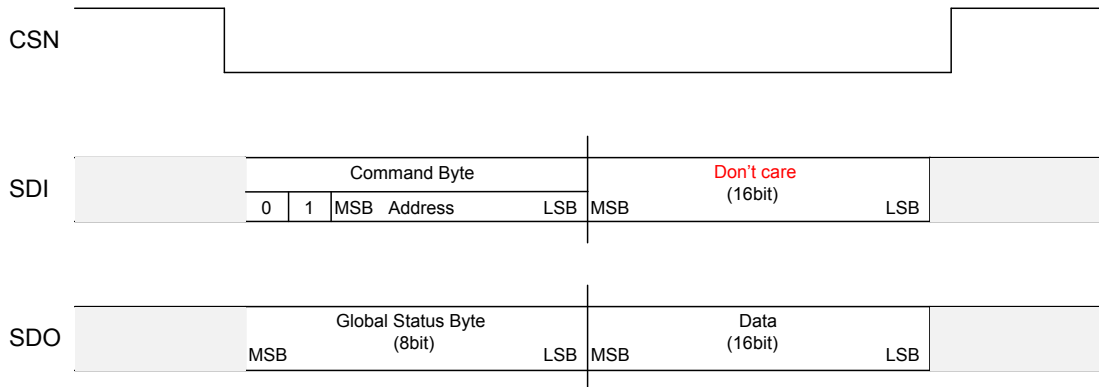 CSN
SDI
Command Byte
Don't care
(16bit)
0 1 MSB Address LSB MSB LSB
SDO
Global Status Byte
(8bit)
Data
(16bit)
MSB LSB MSB LSB